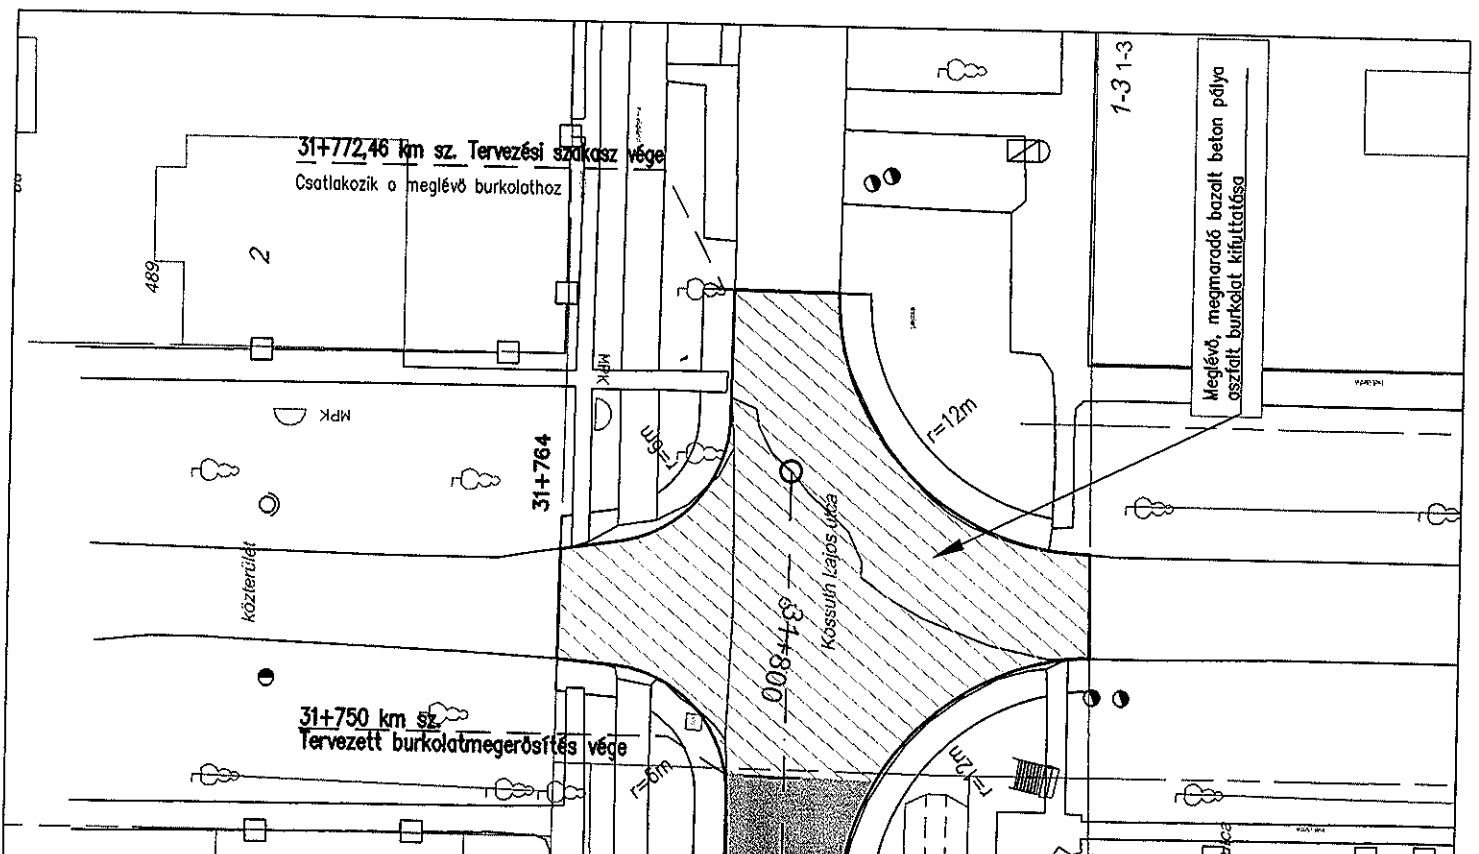 31+772,46 km sz. Tervezési szakasz vége
Csatlakozik a meglévő burkolathoz
1-3
1-3
Meglévő, megmaradó bazalt beton pálya
aszfalt burkolat kifuttatása
2
489
MPK
MPK
r=6m
r=12m
31+764
közterület
Kossuth Lajos utca
31+800
31+750 km sz.
Tervezett burkolatmegerősítés vége
r=6m
r=12m